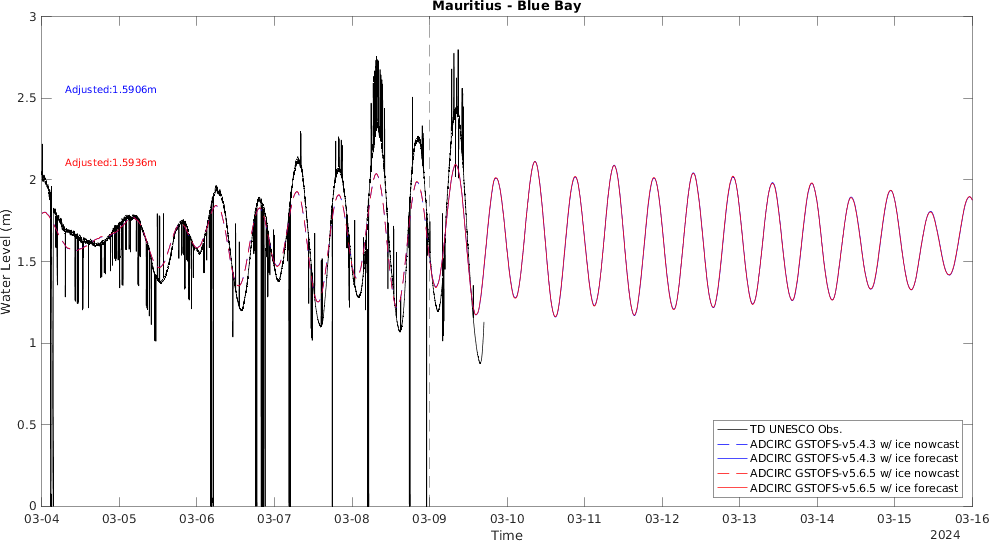 Mauritius - Blue Bay
3
2.5
2
1.5
1
0.5
0
Water Level (m)
Adjusted:1.5906m
Adjusted:1.5936m
TD UNESCO Obs.
ADCIRC GSTOFS-v5.4.3 w/ ice nowcast
ADCIRC GSTOFS-v5.4.3 w/ ice forecast
ADCIRC GSTOFS-v5.6.5 w/ ice nowcast
ADCIRC GSTOFS-v5.6.5 w/ ice forecast
03-04 03-05 03-06 03-07 03-08 03-09 03-10 03-11 03-12 03-13 03-14 03-15 03-16
Time
2024